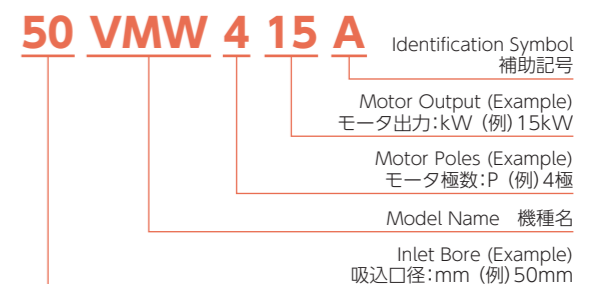 50 VMW 4 15 A
Identification Symbol
補助記号
Motor Output (Example)
モータ出力:kW (例)15kW
Motor Poles (Example)
モータ極数:P (例)4極
Model Name 機種名
Inlet Bore (Example)
吸込口径:mm (例)50mm